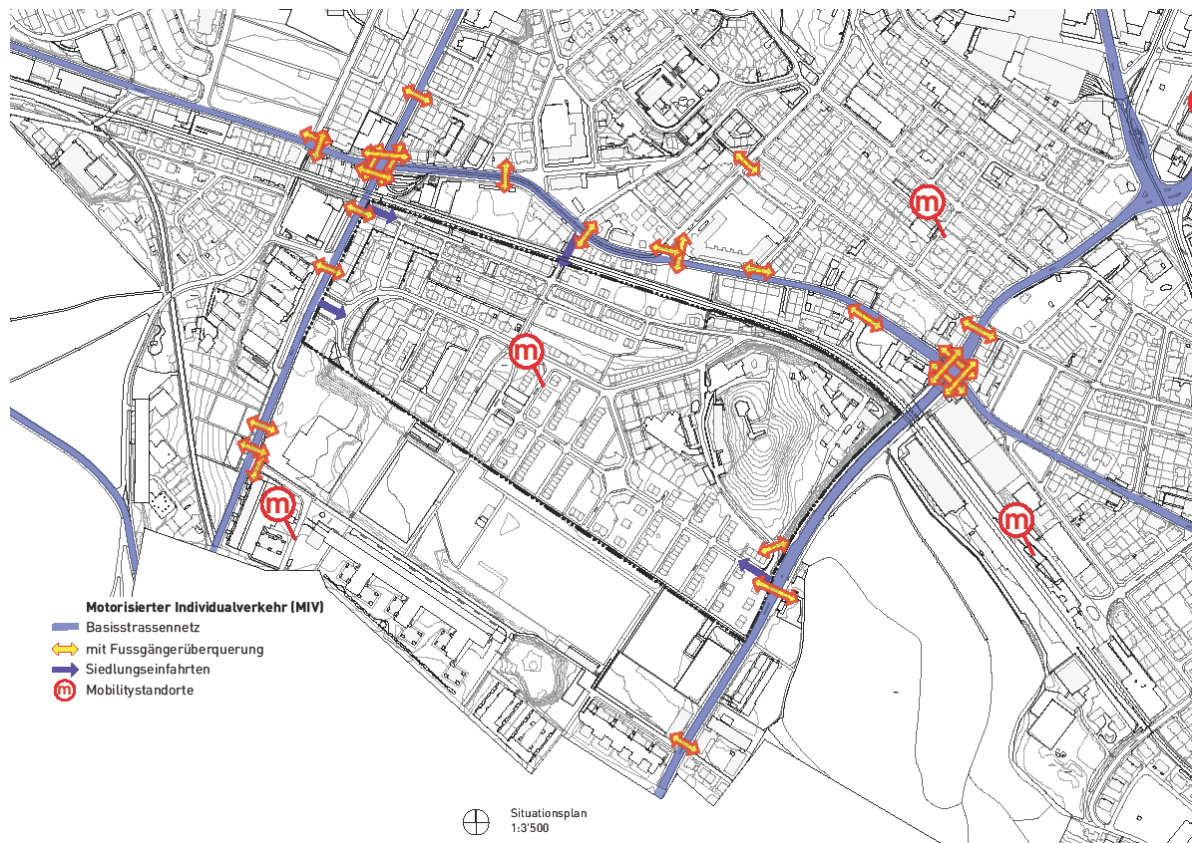 m
m
m
m
Motorisierter Individualverkehr (MIV)
Basisstrassennetz
mit Fussgängerüberquerung
Siedlungseinfahrten
m Mobilitystandorte
Situationsplan
1:3'500